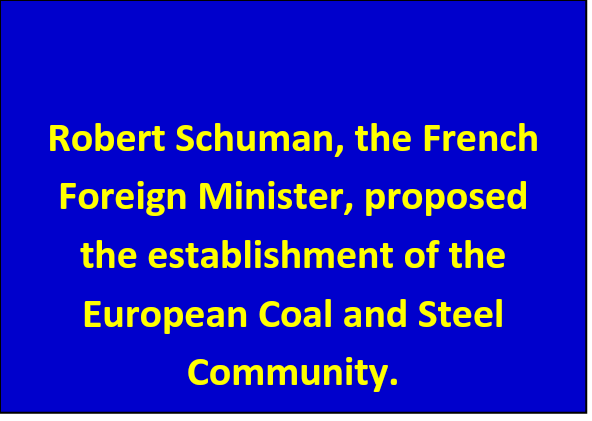 Robert Schuman, the French
Foreign Minister, proposed
the establishment of the
European Coal and Steel
Community.